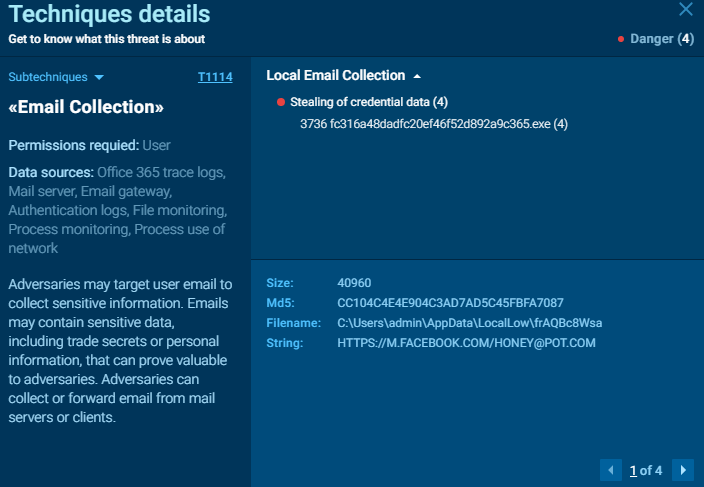 Techniques details
Get to know what this threat is about
Danger (4)
Subtechniques
T1114
«Email Collection»
Permissions requied: User
Data sources: Office 365 trace logs,
Mail server, Email gateway,
Authentication logs, File monitoring,
Process monitoring, Process use of
network
Adversaries may target user email to
collect sensitive information. Emails
may contain sensitive data,
including trade secrets or personal
information, that can prove valuable
to adversaries. Adversaries can
collect or forward email from mail
servers or clients.
Local Email Collection
Stealing of credential data (4)
3736 fc316a48dadfc20ef46f52d892a9c365.exe (4)
Size: 40960
Md5: CC104C4E4E904C3AD7AD5C45FBFA7087
Filename: C:\Users\admin\AppData\LocalLow\frAQBc8Wsa
String: HTTPS://M.FACEBOOK.COM/HONEY@POT.COM
1 of 4